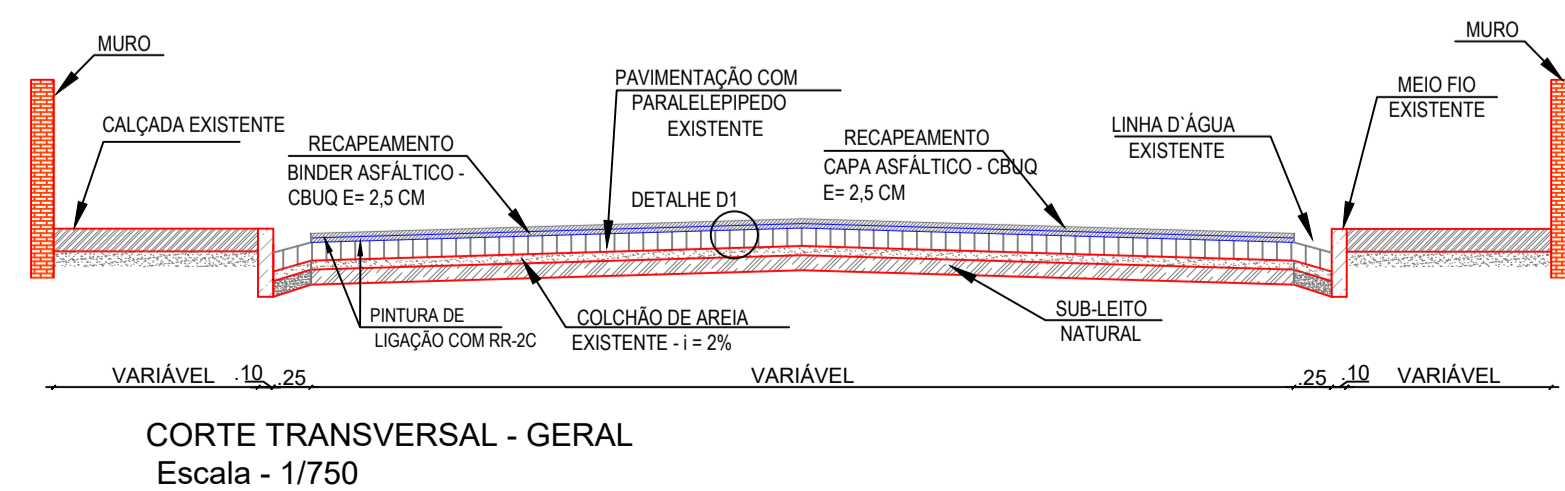 MURO
MURO
CALÇADA EXISTENTE
RECAPEAMENTO
BINDER ASFÁLTICO -
CBUQ E= 2,5 CM
PAVIMENTAÇÃO COM
PARALELEPIPEDO
EXISTENTE
DETALHE D1
RECAPEAMENTO
CAPA ASFÁLTICO - CBUQ
E= 2,5 CM
LINHA D`ÁGUA
EXISTENTE
MEIO FIO
EXISTENTE
PINTURA DE
LIGAÇÃO COM RR-2C
COLCHÃO DE AREIA
EXISTENTE - i = 2%
SUB-LEITO
NATURAL
VARIÁVEL .10 .25 VARIÁVEL .25 .10 VARIÁVEL
CORTE TRANSVERSAL - GERAL
Escala - 1/750